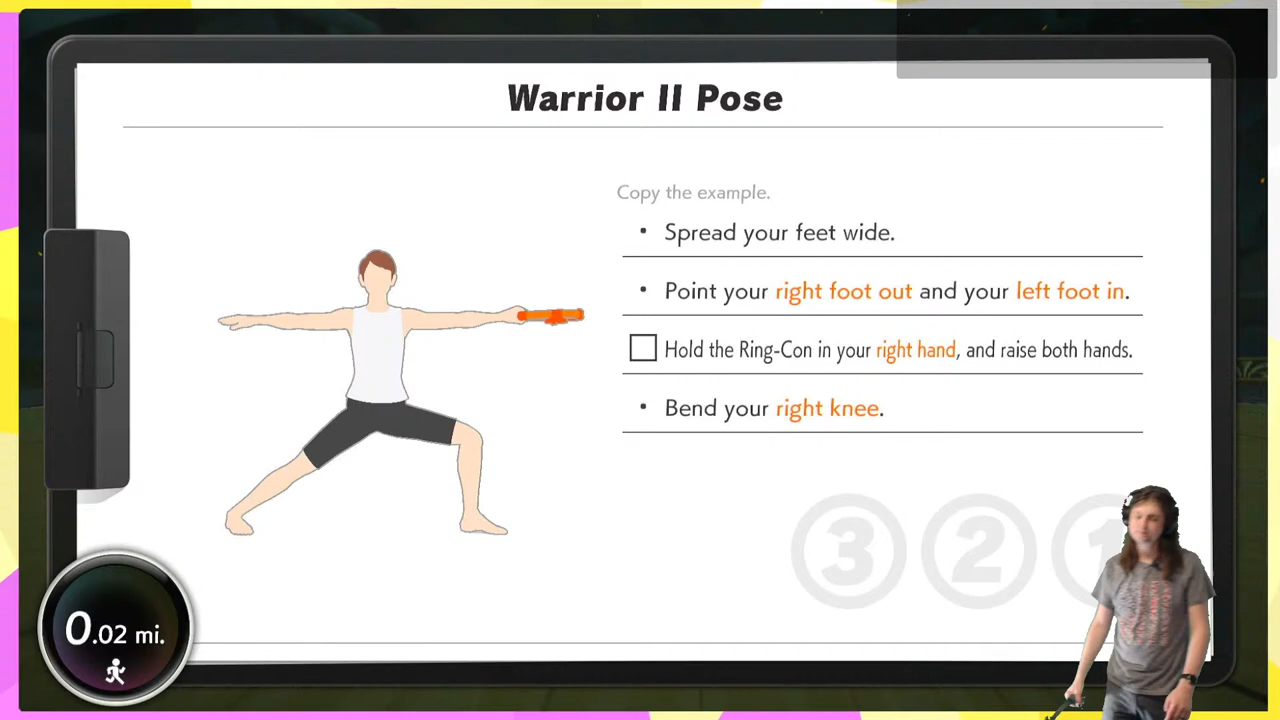 Warrior II Pose
Copy the example.
• Spread your feet wide.
• Point your right foot out and your left foot in.
Hold the Ring-Con in your right hand, and raise both hands.
• Bend your right knee.
3 2 1
0.02 mi.